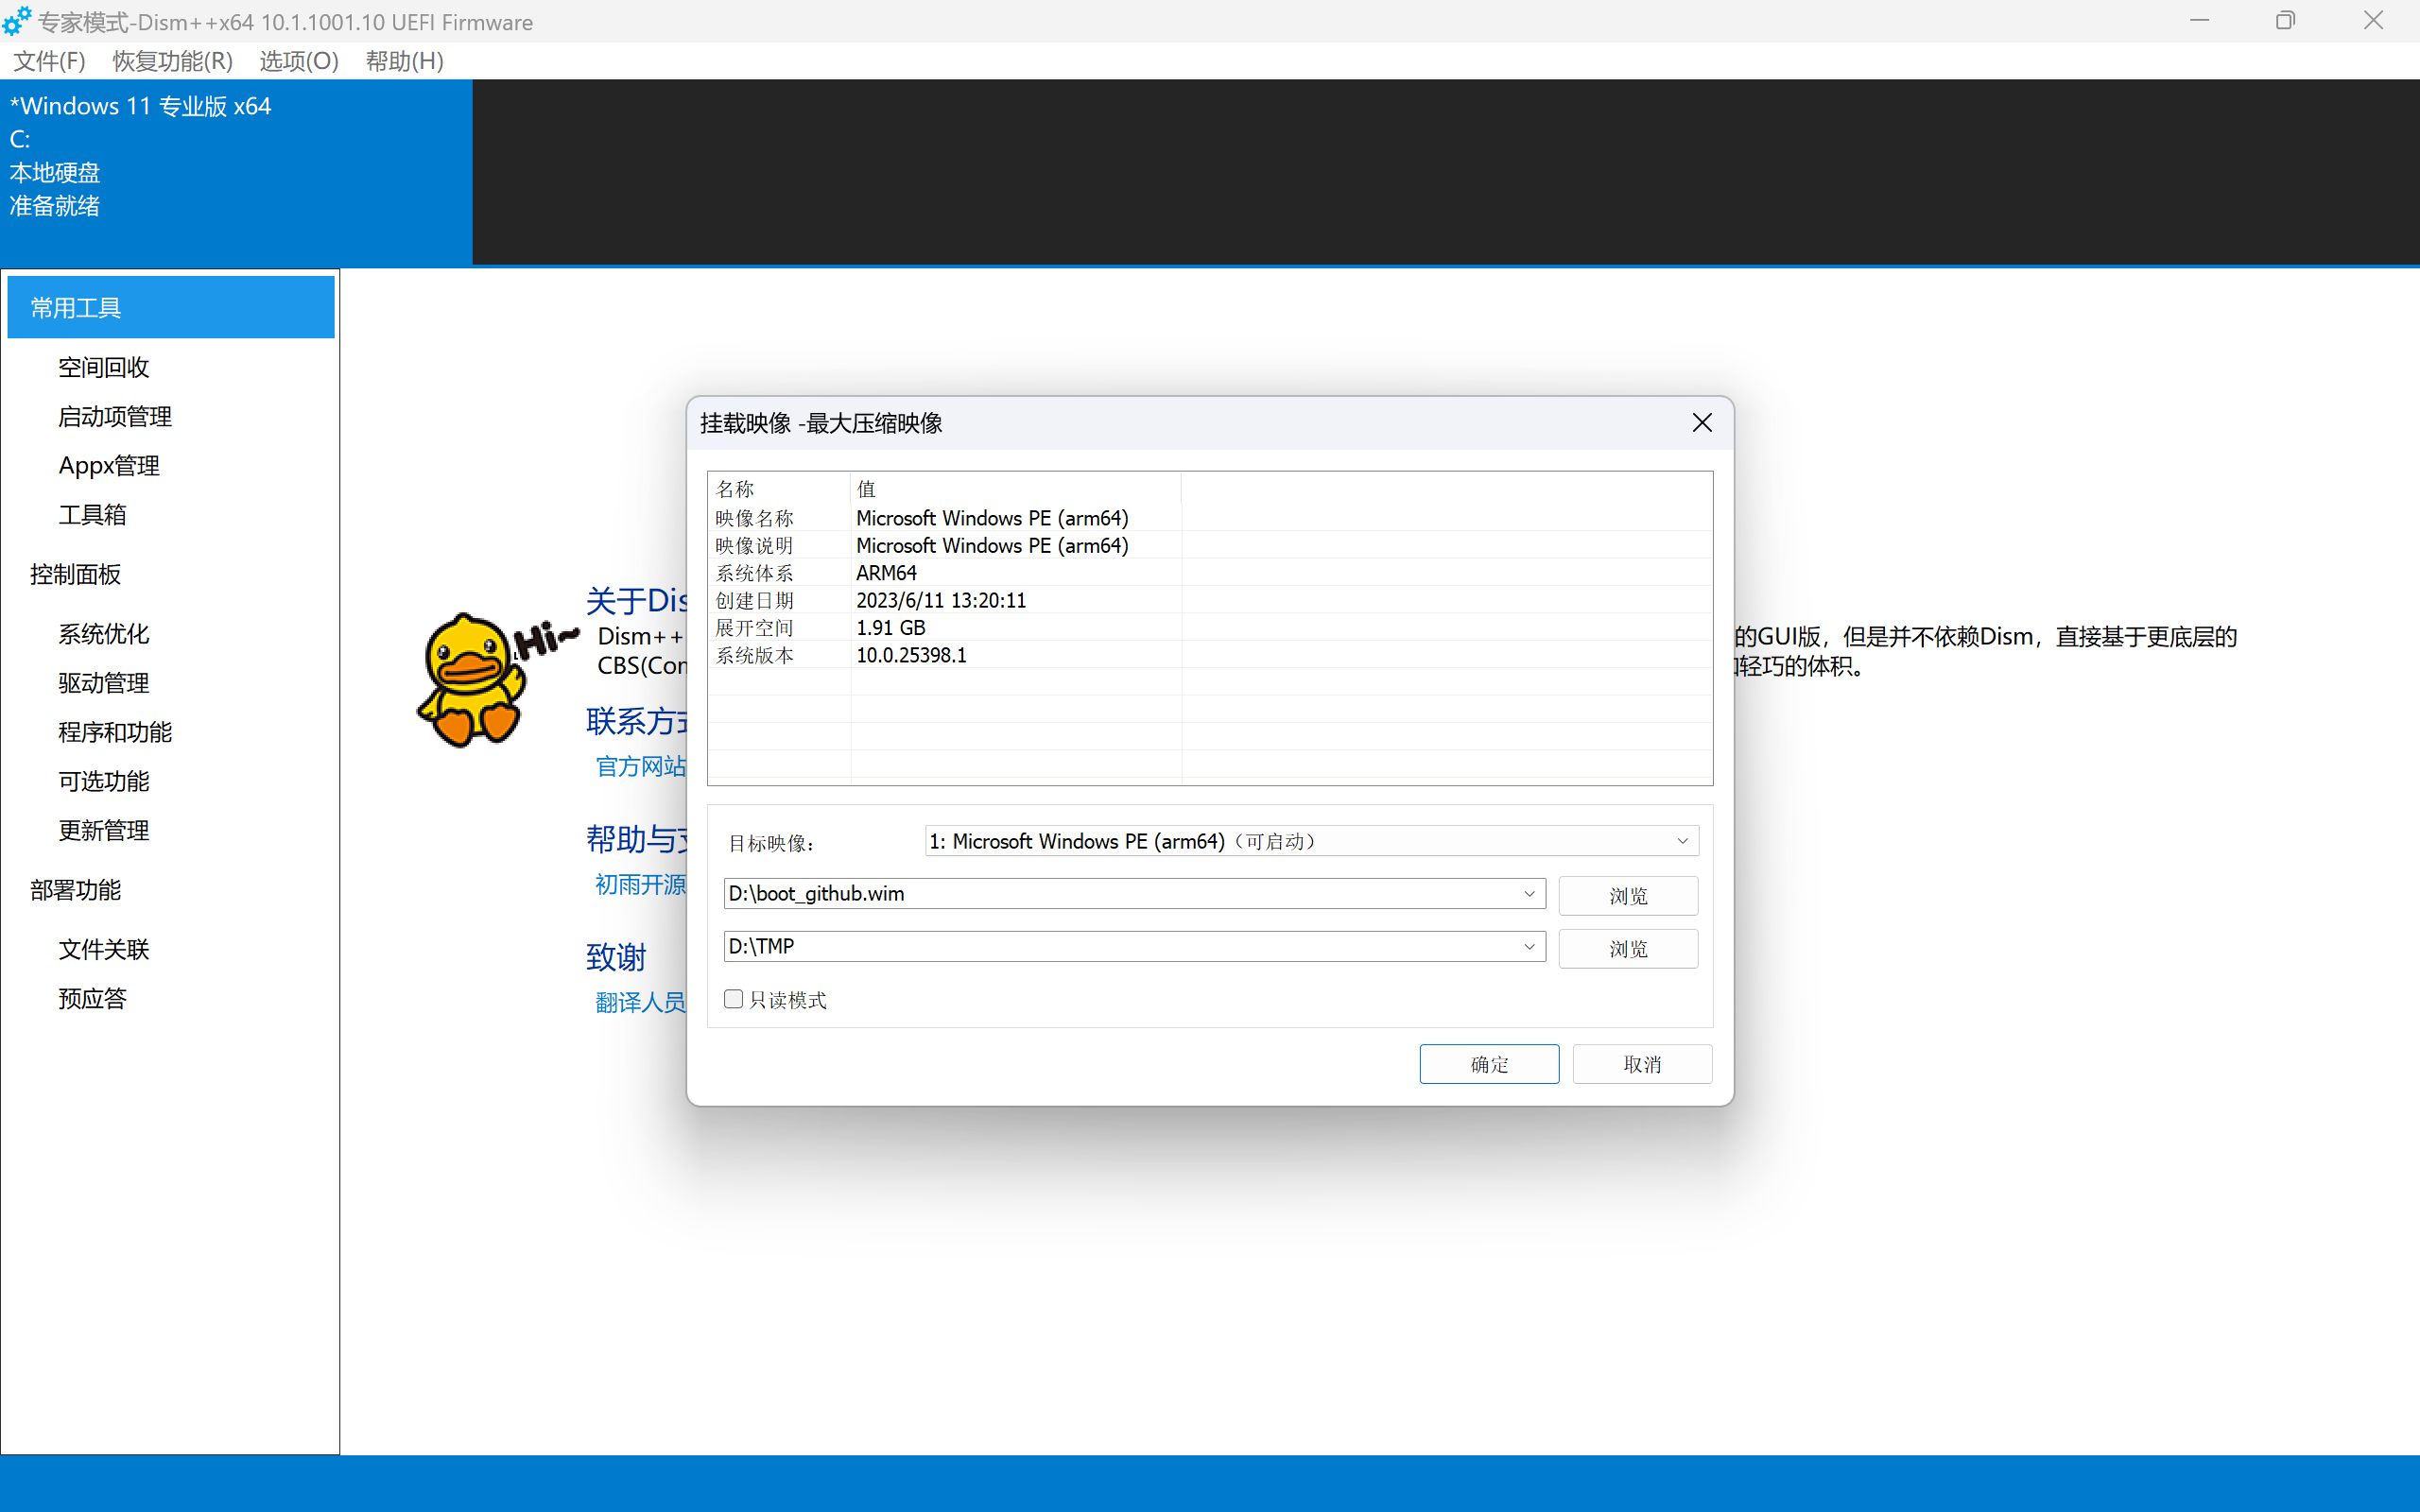 专家模式-Dism++x64 10.1.1001.10 UEFI Firmware
文件(F) 恢复功能(R) 选项(O) 帮助(H)
*Windows 11 专业版 x64
C:
本地硬盘
准备就绪
常用工具
空间回收
启动项管理
Appx管理
工具箱
控制面板
系统优化
驱动管理
程序和功能
可选功能
更新管理
部署功能
文件关联
预应答
Hi~
关于Dis
Dism++ 的GUI版，但是并不依赖Dism，直接基于更底层的
CBS(Con 轻巧的体积。
联系方式
官方网站
帮助与支
初雨开源
致谢
翻译人员
挂载映像 -最大压缩映像
名称 值
映像名称 Microsoft Windows PE (arm64)
映像说明 Microsoft Windows PE (arm64)
系统体系 ARM64
创建日期 2023/6/11 13:20:11
展开空间 1.91 GB
系统版本 10.0.25398.1
目标映像： 1: Microsoft Windows PE (arm64)（可启动）
D:\boot_github.wim 浏览
D:\TMP 浏览
只读模式
确定 取消